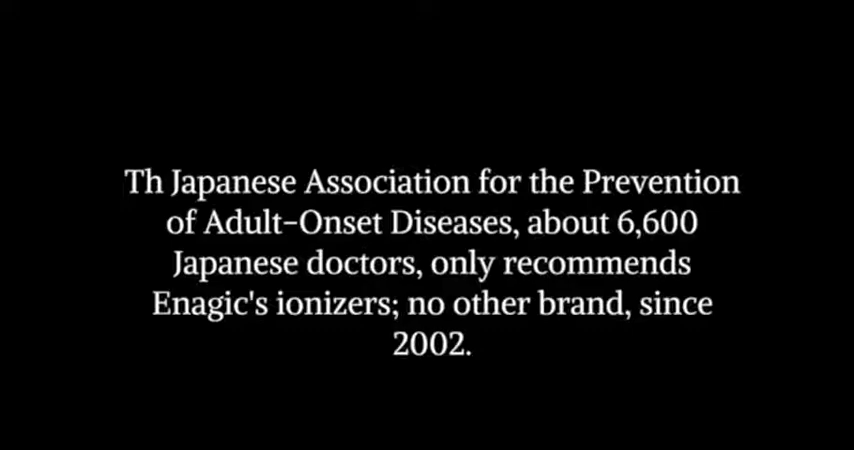 Th Japanese Association for the Prevention
of Adult-Onset Diseases, about 6,600
Japanese doctors, only recommends
Enagic's ionizers; no other brand, since
2002.